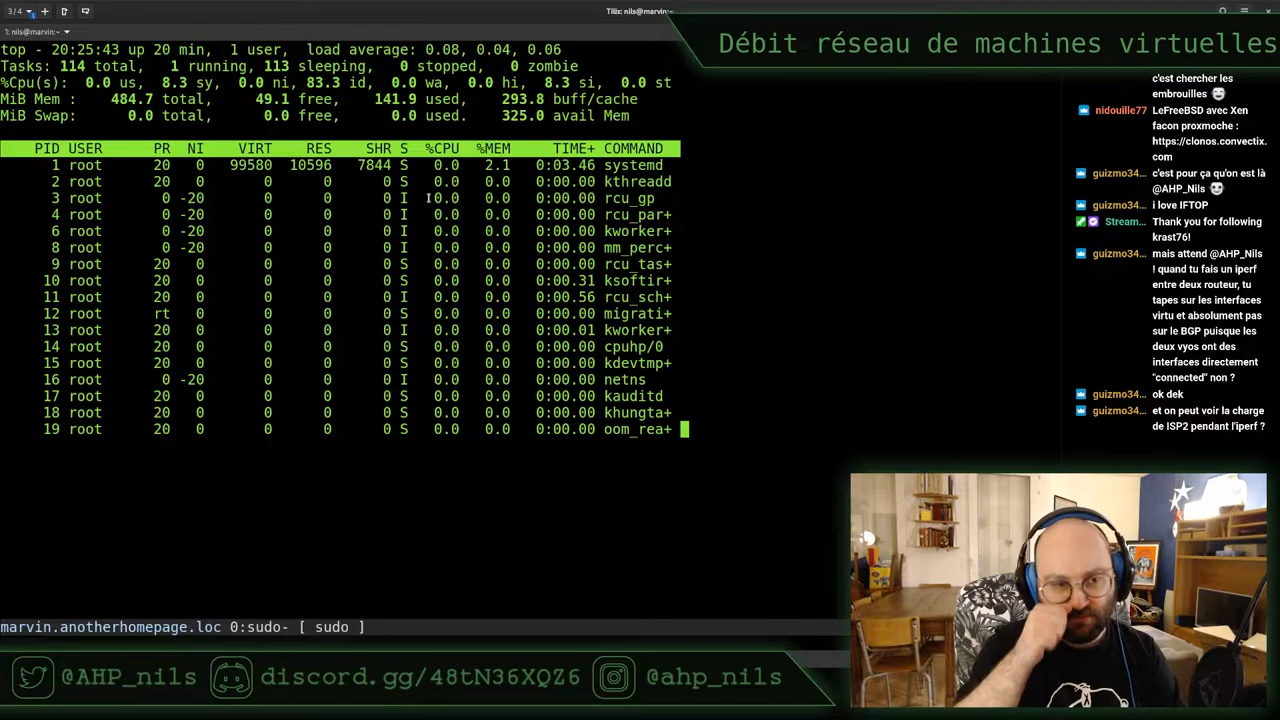 3/4
Tilix: nils@marvin:~
1: nils@marvin:~
Débit réseau de machines virtuelles
top - 20:25:43 up 20 min, 1 user, load average: 0.08, 0.04, 0.06
Tasks: 114 total, 1 running, 113 sleeping, 0 stopped, 0 zombie
%Cpu(s): 0.0 us, 8.3 sy, 0.0 ni, 83.3 id, 0.0 wa, 0.0 hi, 8.3 si, 0.0 st
MiB Mem : 484.7 total, 49.1 free, 141.9 used, 293.8 buff/cache
MiB Swap: 0.0 total, 0.0 free, 0.0 used. 325.0 avail Mem
PID USER PR NI VIRT RES SHR S %CPU %MEM TIME+ COMMAND
1 root 20 0 99580 10596 7844 S 0.0 2.1 0:03.46 systemd
2 root 20 0 0 0 0 S 0.0 0.0 0:00.00 kthreadd
3 root 0 -20 0 0 0 I 0.0 0.0 0:00.00 rcu_gp
4 root 0 -20 0 0 0 I 0.0 0.0 0:00.00 rcu_par+
6 root 0 -20 0 0 0 I 0.0 0.0 0:00.00 kworker+
8 root 0 -20 0 0 0 I 0.0 0.0 0:00.00 mm_perc+
9 root 20 0 0 0 0 S 0.0 0.0 0:00.00 rcu_tas+
10 root 20 0 0 0 0 S 0.0 0.0 0:00.31 ksoftir+
11 root 20 0 0 0 0 I 0.0 0.0 0:00.56 rcu_sch+
12 root rt 0 0 0 0 S 0.0 0.0 0:00.00 migrati+
13 root 20 0 0 0 0 I 0.0 0.0 0:00.01 kworker+
14 root 20 0 0 0 0 S 0.0 0.0 0:00.00 cpuhp/0
15 root 20 0 0 0 0 S 0.0 0.0 0:00.00 kdevtmp+
16 root 0 -20 0 0 0 I 0.0 0.0 0:00.00 netns
17 root 20 0 0 0 0 S 0.0 0.0 0:00.00 kauditd
18 root 20 0 0 0 0 S 0.0 0.0 0:00.00 khungta+
19 root 20 0 0 0 0 S 0.0 0.0 0:00.00 oom_rea+
marvin.anotherhomepage.loc 0:sudo- [ sudo ]
c'est chercher les
embrouilles
nidouille77 LeFreeBSD avec Xen
facon proxmoche :
https://clonos.convectix.
com
guizmo34... c'est pour ça qu'on est là
@AHP_Nils
guizmo34... i love IFTOP
Stream... Thank you for following
krast76!
guizmo34... mais attend @AHP_Nils
! quand tu fais un iperf
entre deux routeur, tu
tapes sur les interfaces
virtu et absolument pas
sur le BGP puisque les
deux vyos ont des
interfaces directement
"connected" non ?
guizmo34... ok dek
guizmo34... et on peut voir la charge
de ISP2 pendant l'iperf ?
@AHP_nils discord.gg/48tN36XQZ6 @ahp_nils